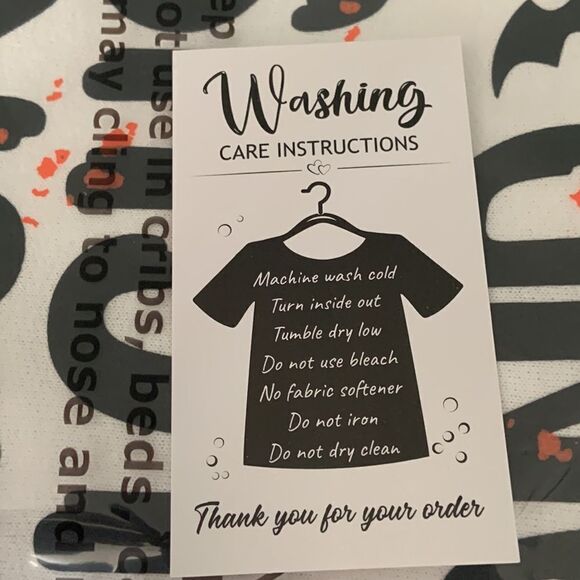 Washing
CARE INSTRUCTIONS
Machine wash cold
Turn inside out
Tumble dry low
Do not use bleach
No fabric softener
Do not iron
Do not dry clean
Thank you for your order
not use in cribs, beds,
may cling to nose and